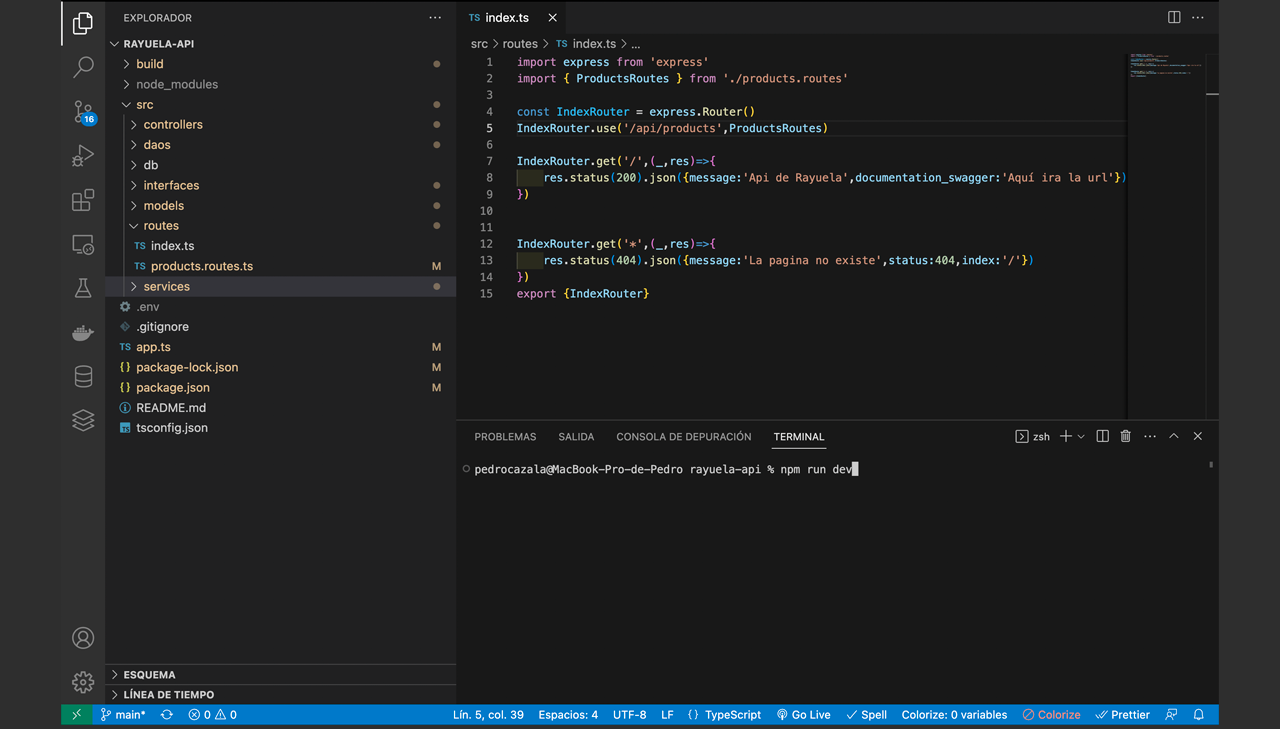 EXPLORADOR
RAYUELA-API
build
node_modules
src
controllers
daos
db
interfaces
models
routes
TS index.ts
TS products.routes.ts M
services
.env
.gitignore
TS app.ts M
{} package-lock.json M
{} package.json M
README.md
TS tsconfig.json
ESQUEMA
LÍNEA DE TIEMPO
16
TS index.ts
src > routes > TS index.ts > ...
1 import express from 'express'
2 import { ProductsRoutes } from './products.routes'
3
4 const IndexRouter = express.Router()
5 IndexRouter.use('/api/products',ProductsRoutes)
6
7 IndexRouter.get('/',(_,res)=>{
8 res.status(200).json({message:'Api de Rayuela',documentation_swagger:'Aquí ira la url'})
9 })
10
11
12 IndexRouter.get('*',(_,res)=>{
13 res.status(404).json({message:'La pagina no existe',status:404,index:'/'})
14 })
15 export {IndexRouter}
PROBLEMAS SALIDA CONSOLA DE DEPURACIÓN TERMINAL zsh
pedrocazala@MacBook-Pro-de-Pedro rayuela-api % npm run dev
main* 0 0 Lín. 5, col. 39 Espacios: 4 UTF-8 LF {} TypeScript Go Live Spell Colorize: 0 variables Colorize Prettier